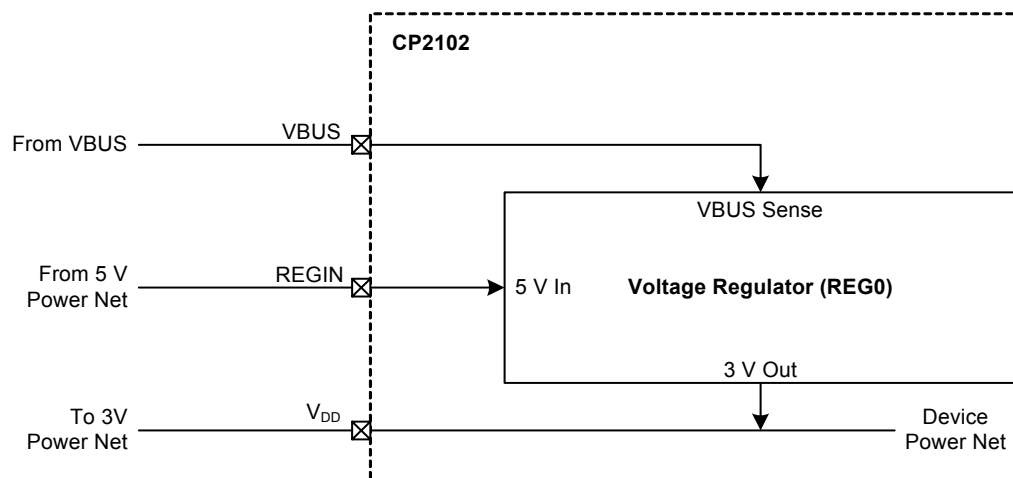 CP2102
From VBUS
VBUS
VBUS Sense
From 5 V
Power Net
REGIN
5 V In
Voltage Regulator (REG0)
3 V Out
To 3V
Power Net
VDD
Device
Power Net